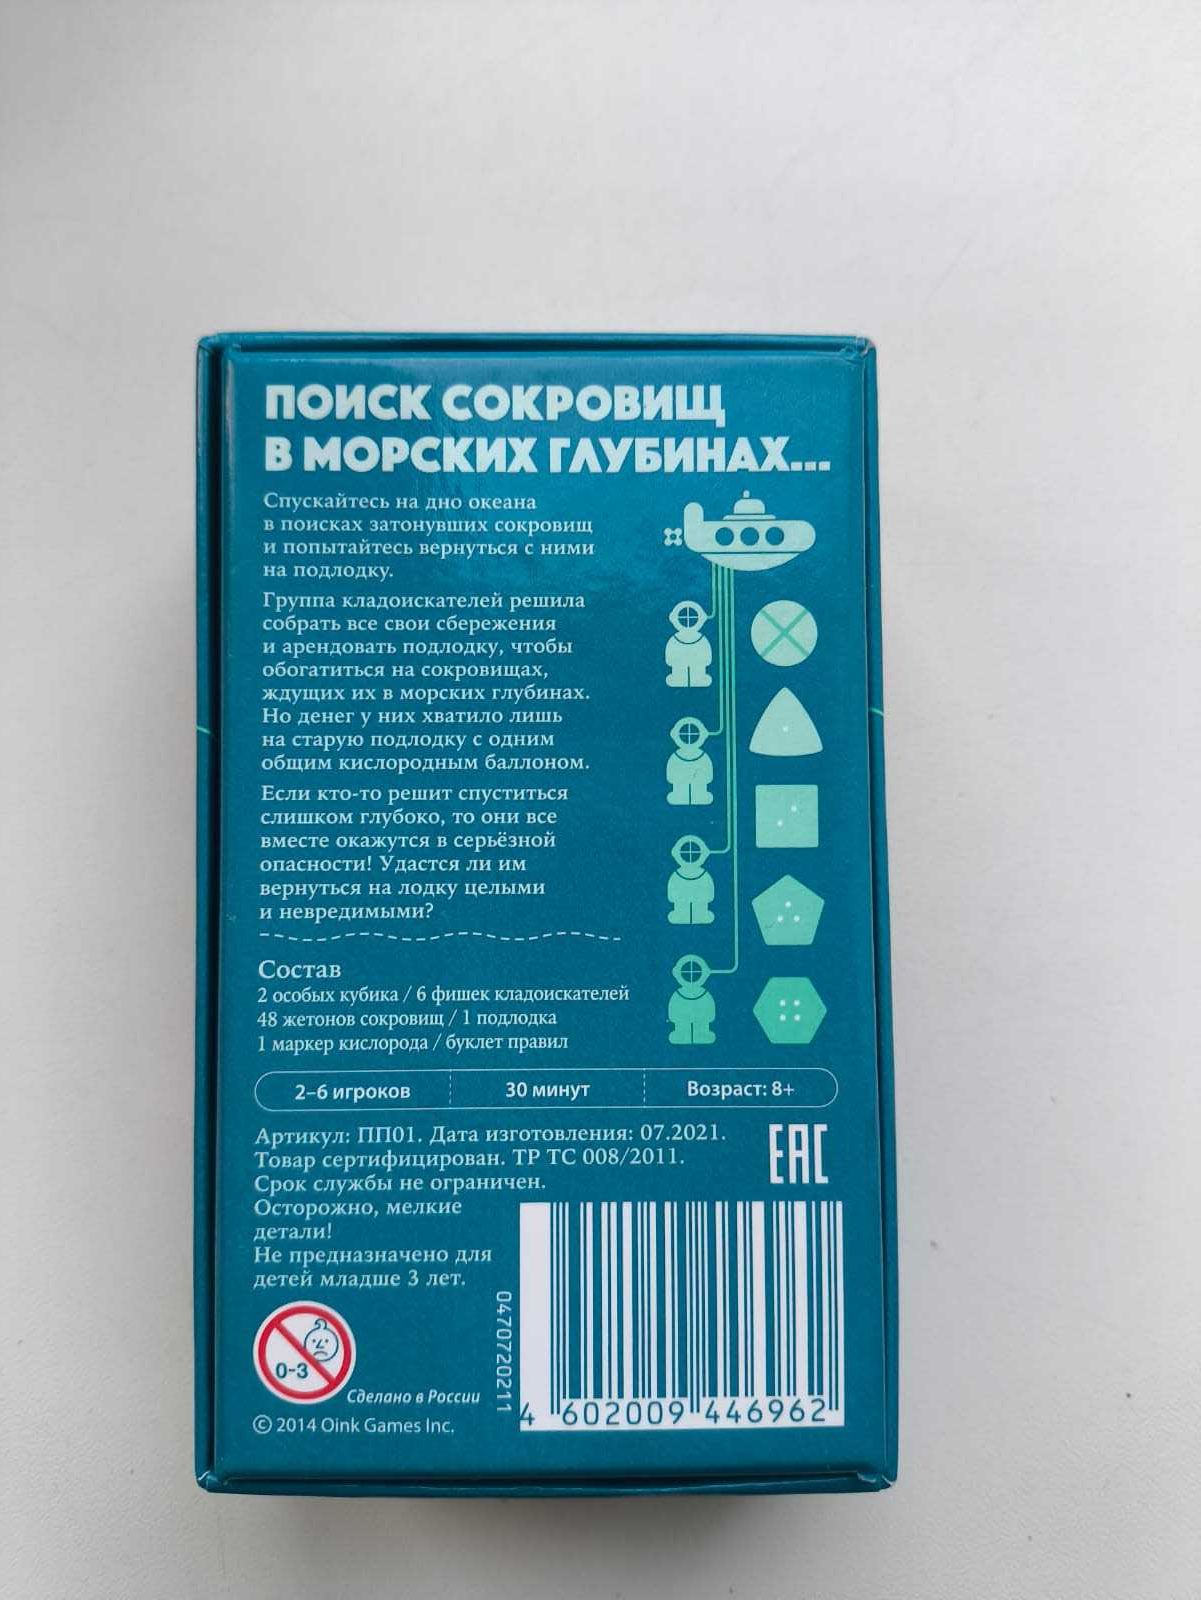 ПОИСК СОКРОВИЩ
В МОРСКИХ ГЛУБИНАХ...
Спускайтесь на дно океана
в поисках затонувших сокровищ
и попытайтесь вернуться с ними
на подлодку.
Группа кладоискателей решила
собрать все свои сбережения
и арендовать подлодку, чтобы
обогатиться на сокровищах,
ждущих их в морских глубинах.
Но денег у них хватило лишь
на старую подлодку с одним
общим кислородным баллоном.
Если кто-то решит спуститься
слишком глубоко, то они все
вместе окажутся в серьёзной
опасности! Удастся ли им
вернуться на лодку целыми
и невредимыми?
Состав
2 особых кубика / 6 фишек кладоискателей
48 жетонов сокровищ / 1 подлодка
1 маркер кислорода / буклет правил
2–6 игроков 30 минут Возраст: 8+
Артикул: ПП01. Дата изготовления: 07.2021.
Товар сертифицирован. ТР ТС 008/2011.
Срок службы не ограничен.
Осторожно, мелкие
детали!
Не предназначено для
детей младше 3 лет.
EAC
0-3
Сделано в России
© 2014 Oink Games Inc.
0470720211
4 602009 446962